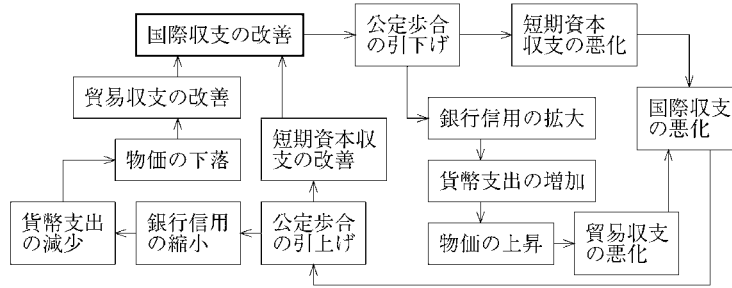 国際収支の改善
公定歩合
の引下げ
短期資本
収支の悪化
貿易収支の改善
銀行信用の拡大
国際収支
の悪化
物価の下落
短期資本収
支の改善
貨幣支出の増加
貨幣支出
の減少
銀行信用
の縮小
公定歩合
の引上げ
物価の上昇
貿易収支
の悪化